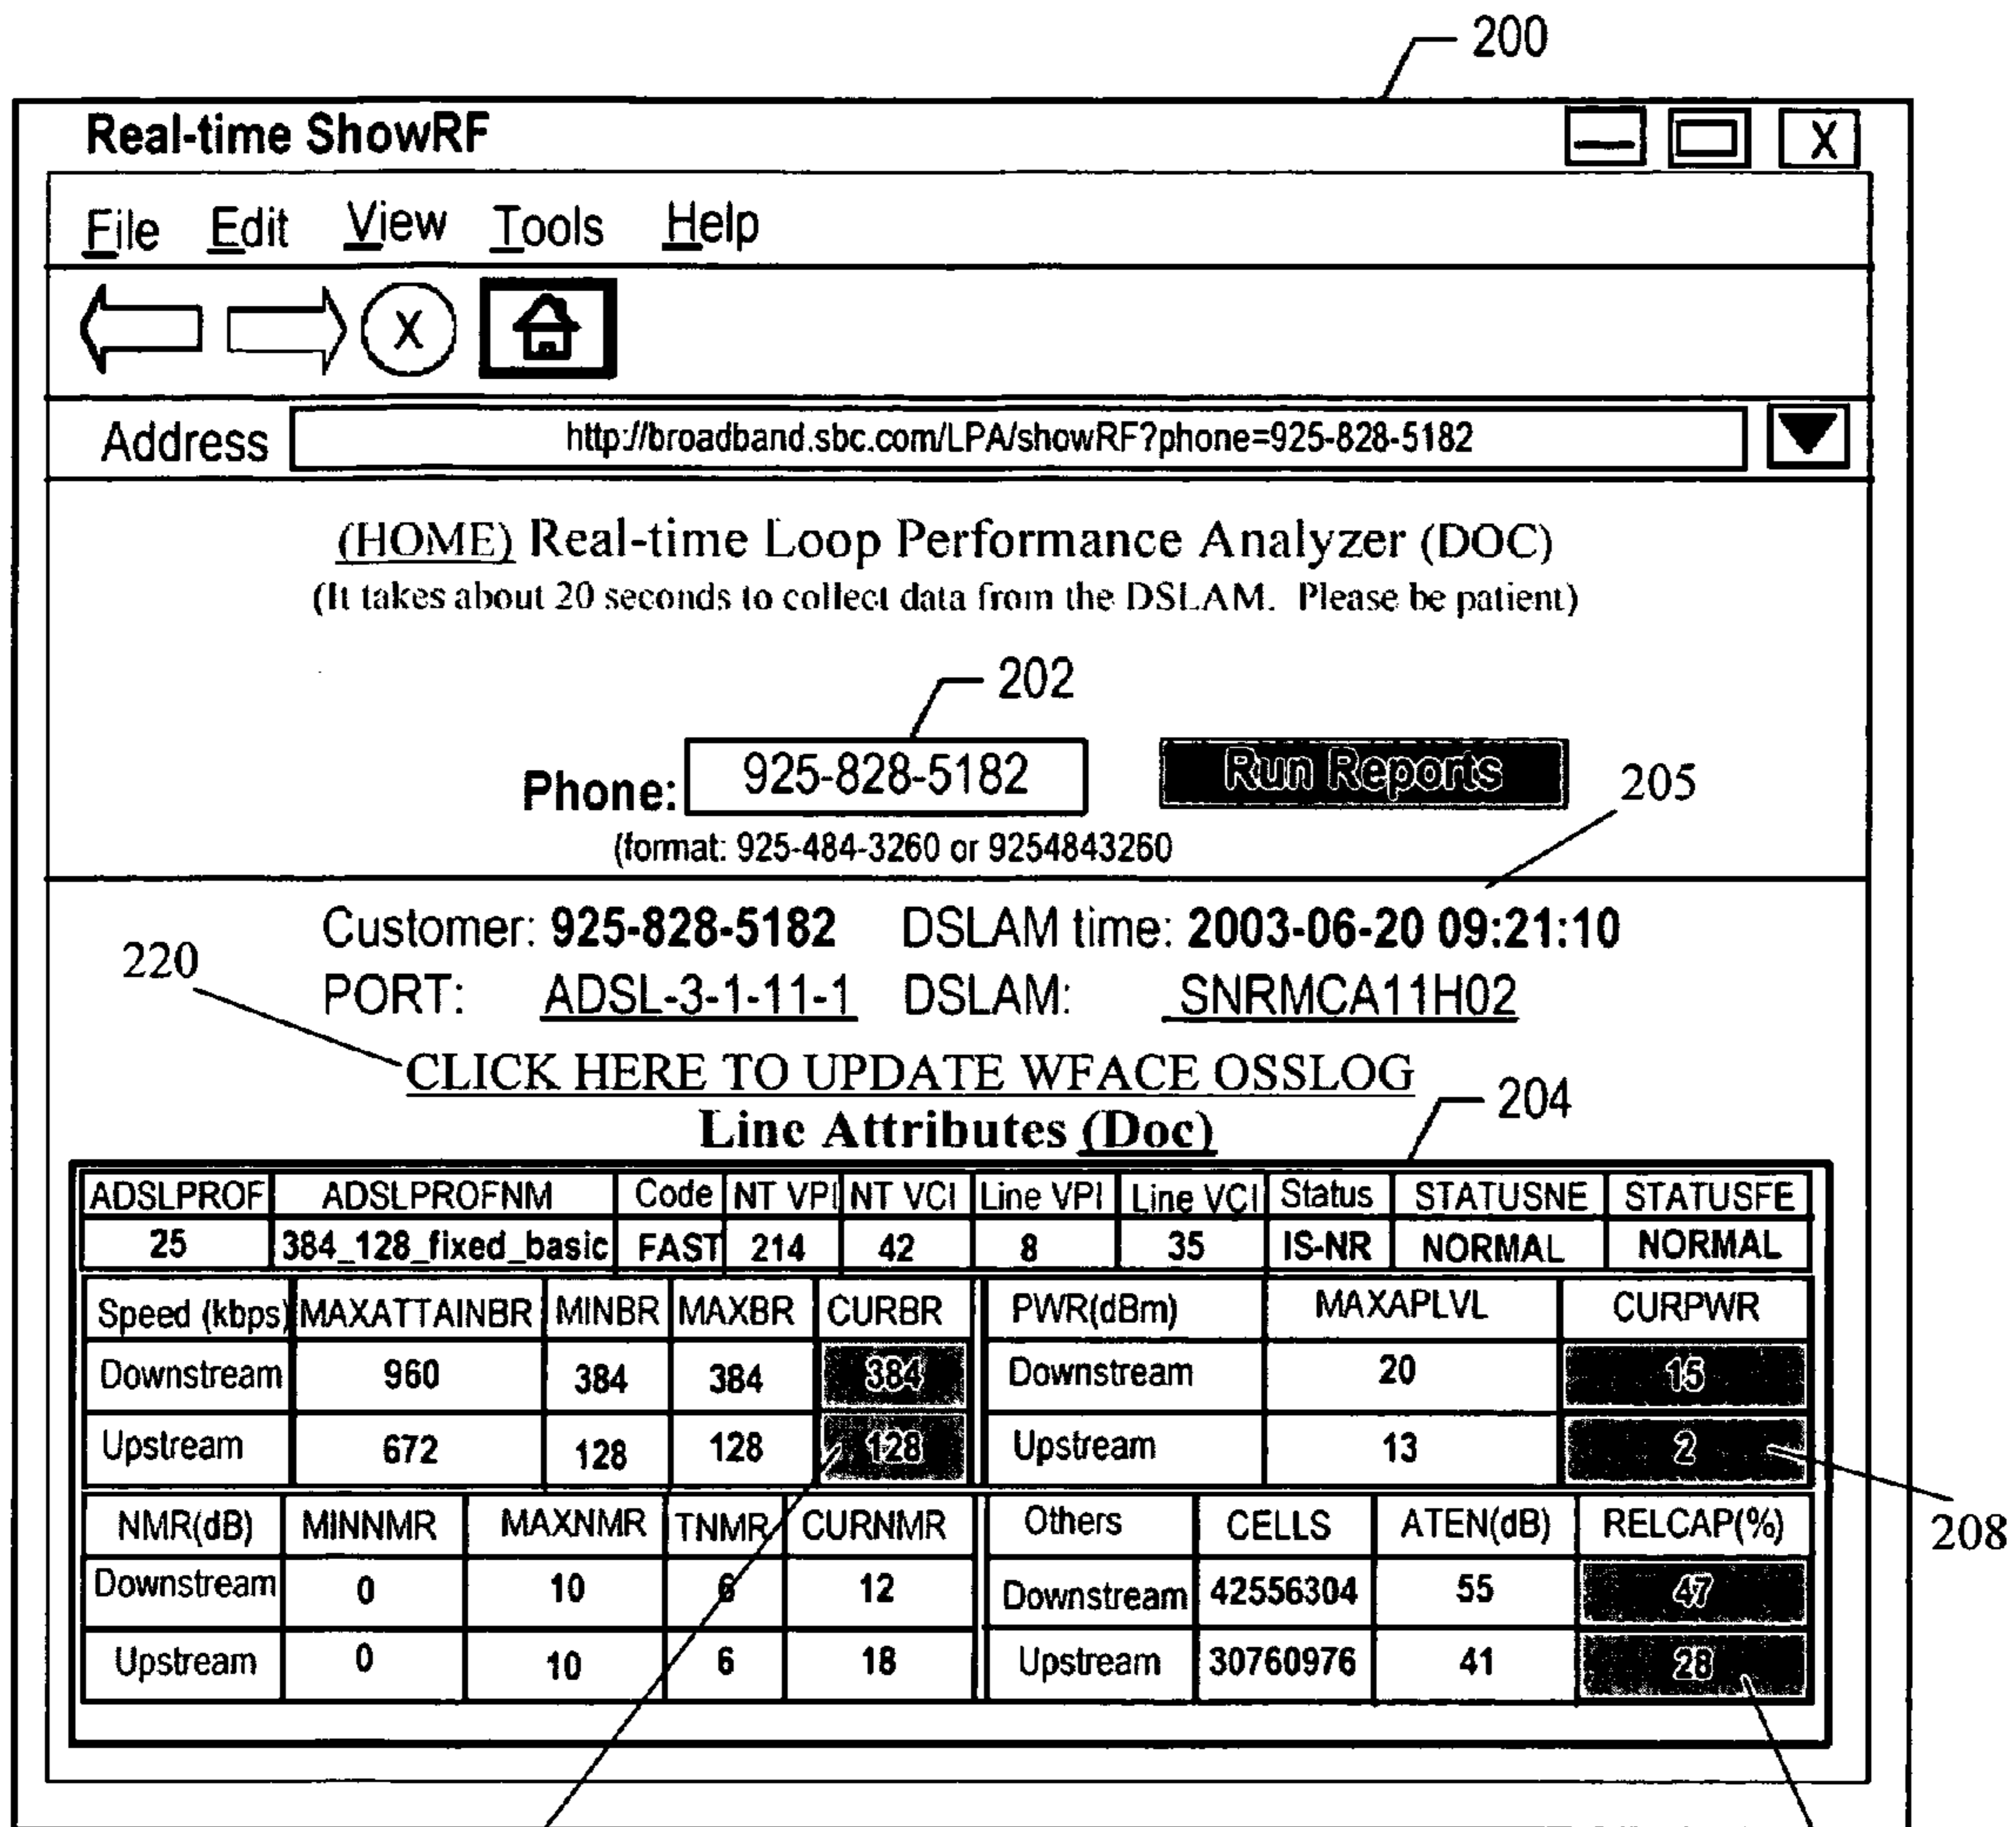 200
Real-time ShowRF X
File Edit View Tools Help
X
Address http://broadband.sbc.com/LPA/showRF?phone=925-828-5182
(HOME) Real-time Loop Performance Analyzer (DOC)
(It takes about 20 seconds to collect data from the DSLAM. Please be patient)
202
Phone: 925-828-5182 Run Reports
205
(format: 925-484-3260 or 9254843260
Customer: 925-828-5182 DSLAM time: 2003-06-20 09:21:10
220
PORT: ADSL-3-1-11-1 DSLAM: SNRMCA11H02
CLICK HERE TO UPDATE WFACE OSSLOG
204
Line Attributes (Doc)
ADSLPROF ADSLPROFNM Code NT VPI NT VCI Line VPI Line VCI Status STATUSNE STATUSFE
25 384_128_fixed_basic FAST 214 42 8 35 IS-NR NORMAL NORMAL
Speed (kbps) MAXATTAINBR MINBR MAXBR CURBR PWR(dBm) MAXAPLVL CURPWR
Downstream 960 384 384 384 Downstream 20 15
Upstream 672 128 128 128 Upstream 13 2
208
NMR(dB) MINNMR MAXNMR TNMR CURNMR Others CELLS ATEN(dB) RELCAP(%)
Downstream 0 10 6 12 Downstream 42556304 55 47
Upstream 0 10 6 18 Upstream 30760976 41 28